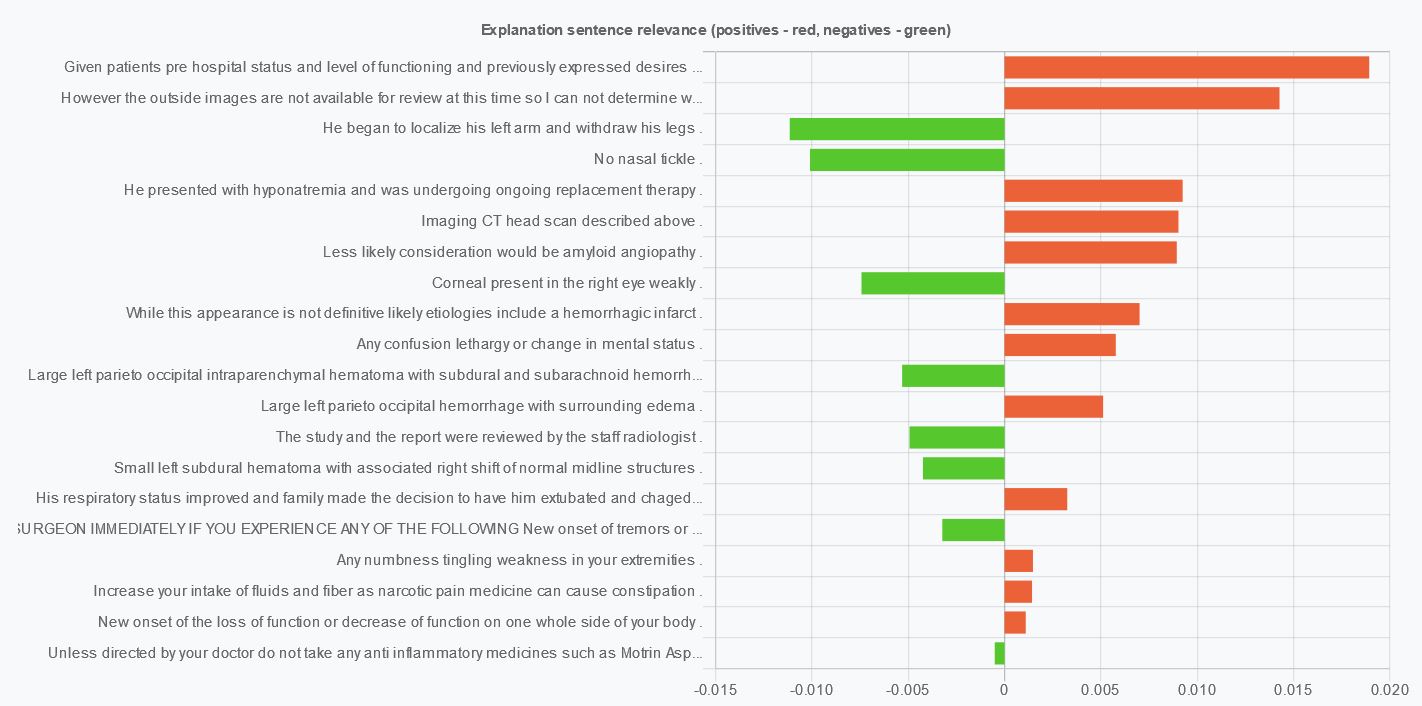 Explanation sentence relevance (positives - red, negatives - green)
Given patients pre hospital status and level of functioning and previously expressed desires ...
However the outside images are not available for review at this time so I can not determine w...
He began to localize his left arm and withdraw his legs .
No nasal tickle .
He presented with hyponatremia and was undergoing ongoing replacement therapy .
Imaging CT head scan described above .
Less likely consideration would be amyloid angiopathy .
Corneal present in the right eye weakly .
While this appearance is not definitive likely etiologies include a hemorrhagic infarct .
Any confusion lethargy or change in mental status .
Large left parieto occipital intraparenchymal hematoma with subdural and subarachnoid hemorrh...
Large left parieto occipital hemorrhage with surrounding edema .
The study and the report were reviewed by the staff radiologist .
Small left subdural hematoma with associated right shift of normal midline structures .
His respiratory status improved and family made the decision to have him extubated and chaged...
SURGEON IMMEDIATELY IF YOU EXPERIENCE ANY OF THE FOLLOWING New onset of tremors or ...
Any numbness tingling weakness in your extremities .
Increase your intake of fluids and fiber as narcotic pain medicine can cause constipation .
New onset of the loss of function or decrease of function on one whole side of your body .
Unless directed by your doctor do not take any anti inflammatory medicines such as Motrin Asp...
-0.015 -0.010 -0.005 0 0.005 0.010 0.015 0.020